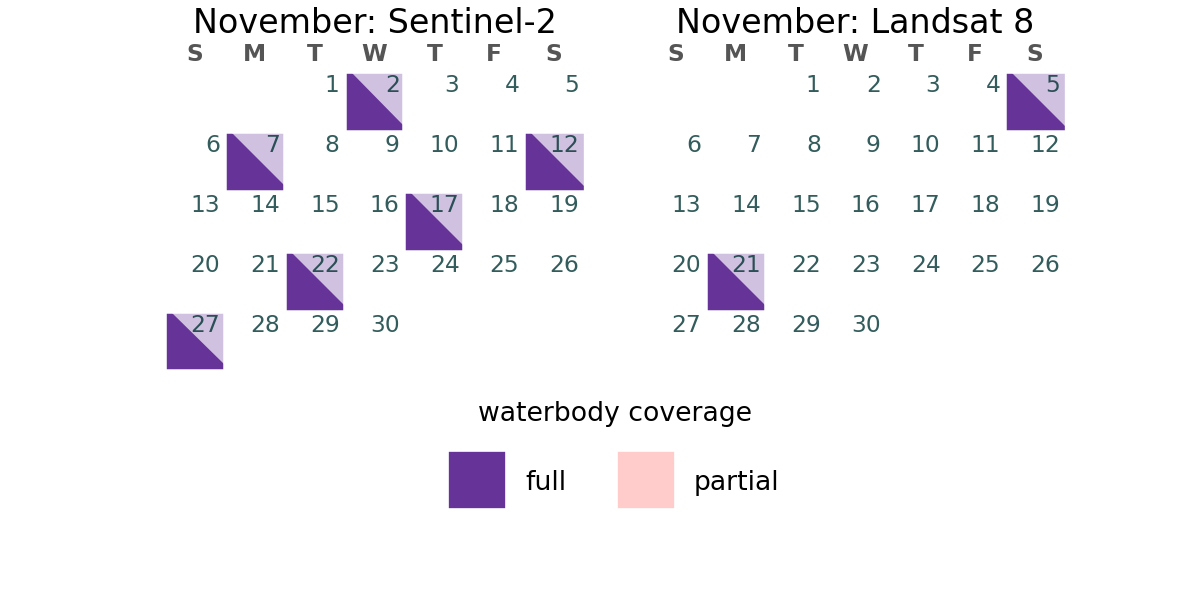 November: Sentinel-2
S M T W T F S
1 2 3 4 5
6 7 8 9 10 11 12
13 14 15 16 17 18 19
20 21 22 23 24 25 26
27 28 29 30
November: Landsat 8
S M T W T F S
1 2 3 4 5
6 7 8 9 10 11 12
13 14 15 16 17 18 19
20 21 22 23 24 25 26
27 28 29 30
waterbody coverage
full partial